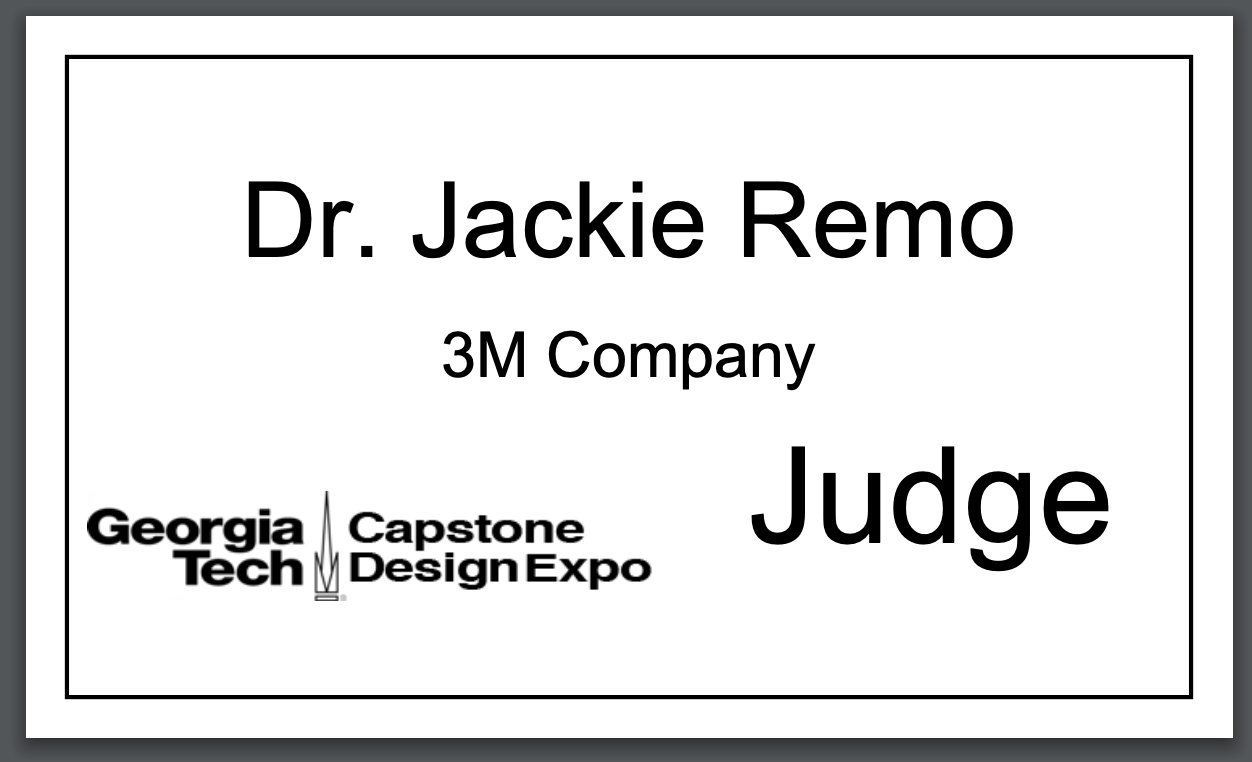 Dr. Jackie Remo
3M Company
Judge
Georgia Tech
Capstone Design Expo